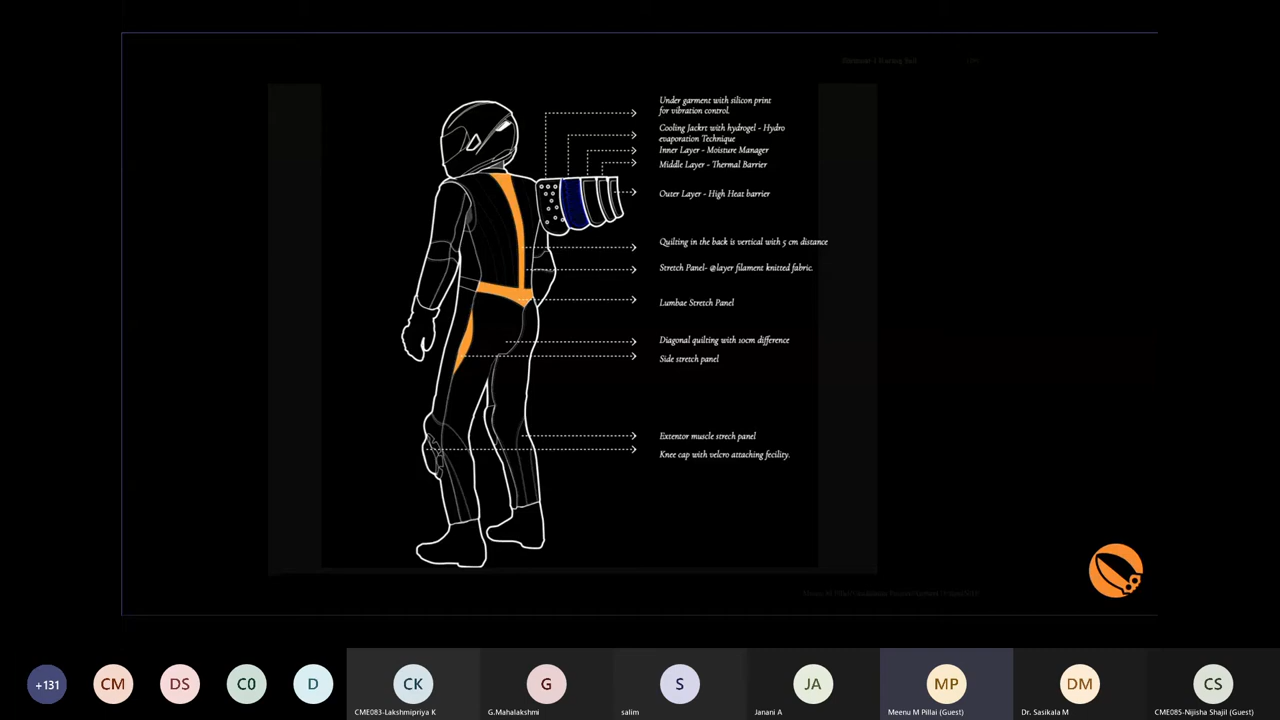 Under garment with silicon print
for vibration control.
Cooling Jackrt with hydrogel - Hydro
evaporation Technique
Inner Layer - Moisture Manager
Middle Layer - Thermal Barrier
Outer Layer - High Heat barrier
Quilting in the back is vertical with 5 cm distance
Stretch Panel- @layer filament knitted fabric.
Lumbae Stretch Panel
Diagonal quilting with 10cm difference
Side stretch panel
Extentor muscle strech panel
Knee cap with velcro attaching fecility.
+131
CM
DS
C0
D
CK
G
S
JA
MP
DM
CS
CME083-Lakshmipriya K
G.Mahalakshmi
salim
Janani A
Meenu M Pillai (Guest)
Dr. Sasikala M
CME085-Nijisha Shajil (Guest)